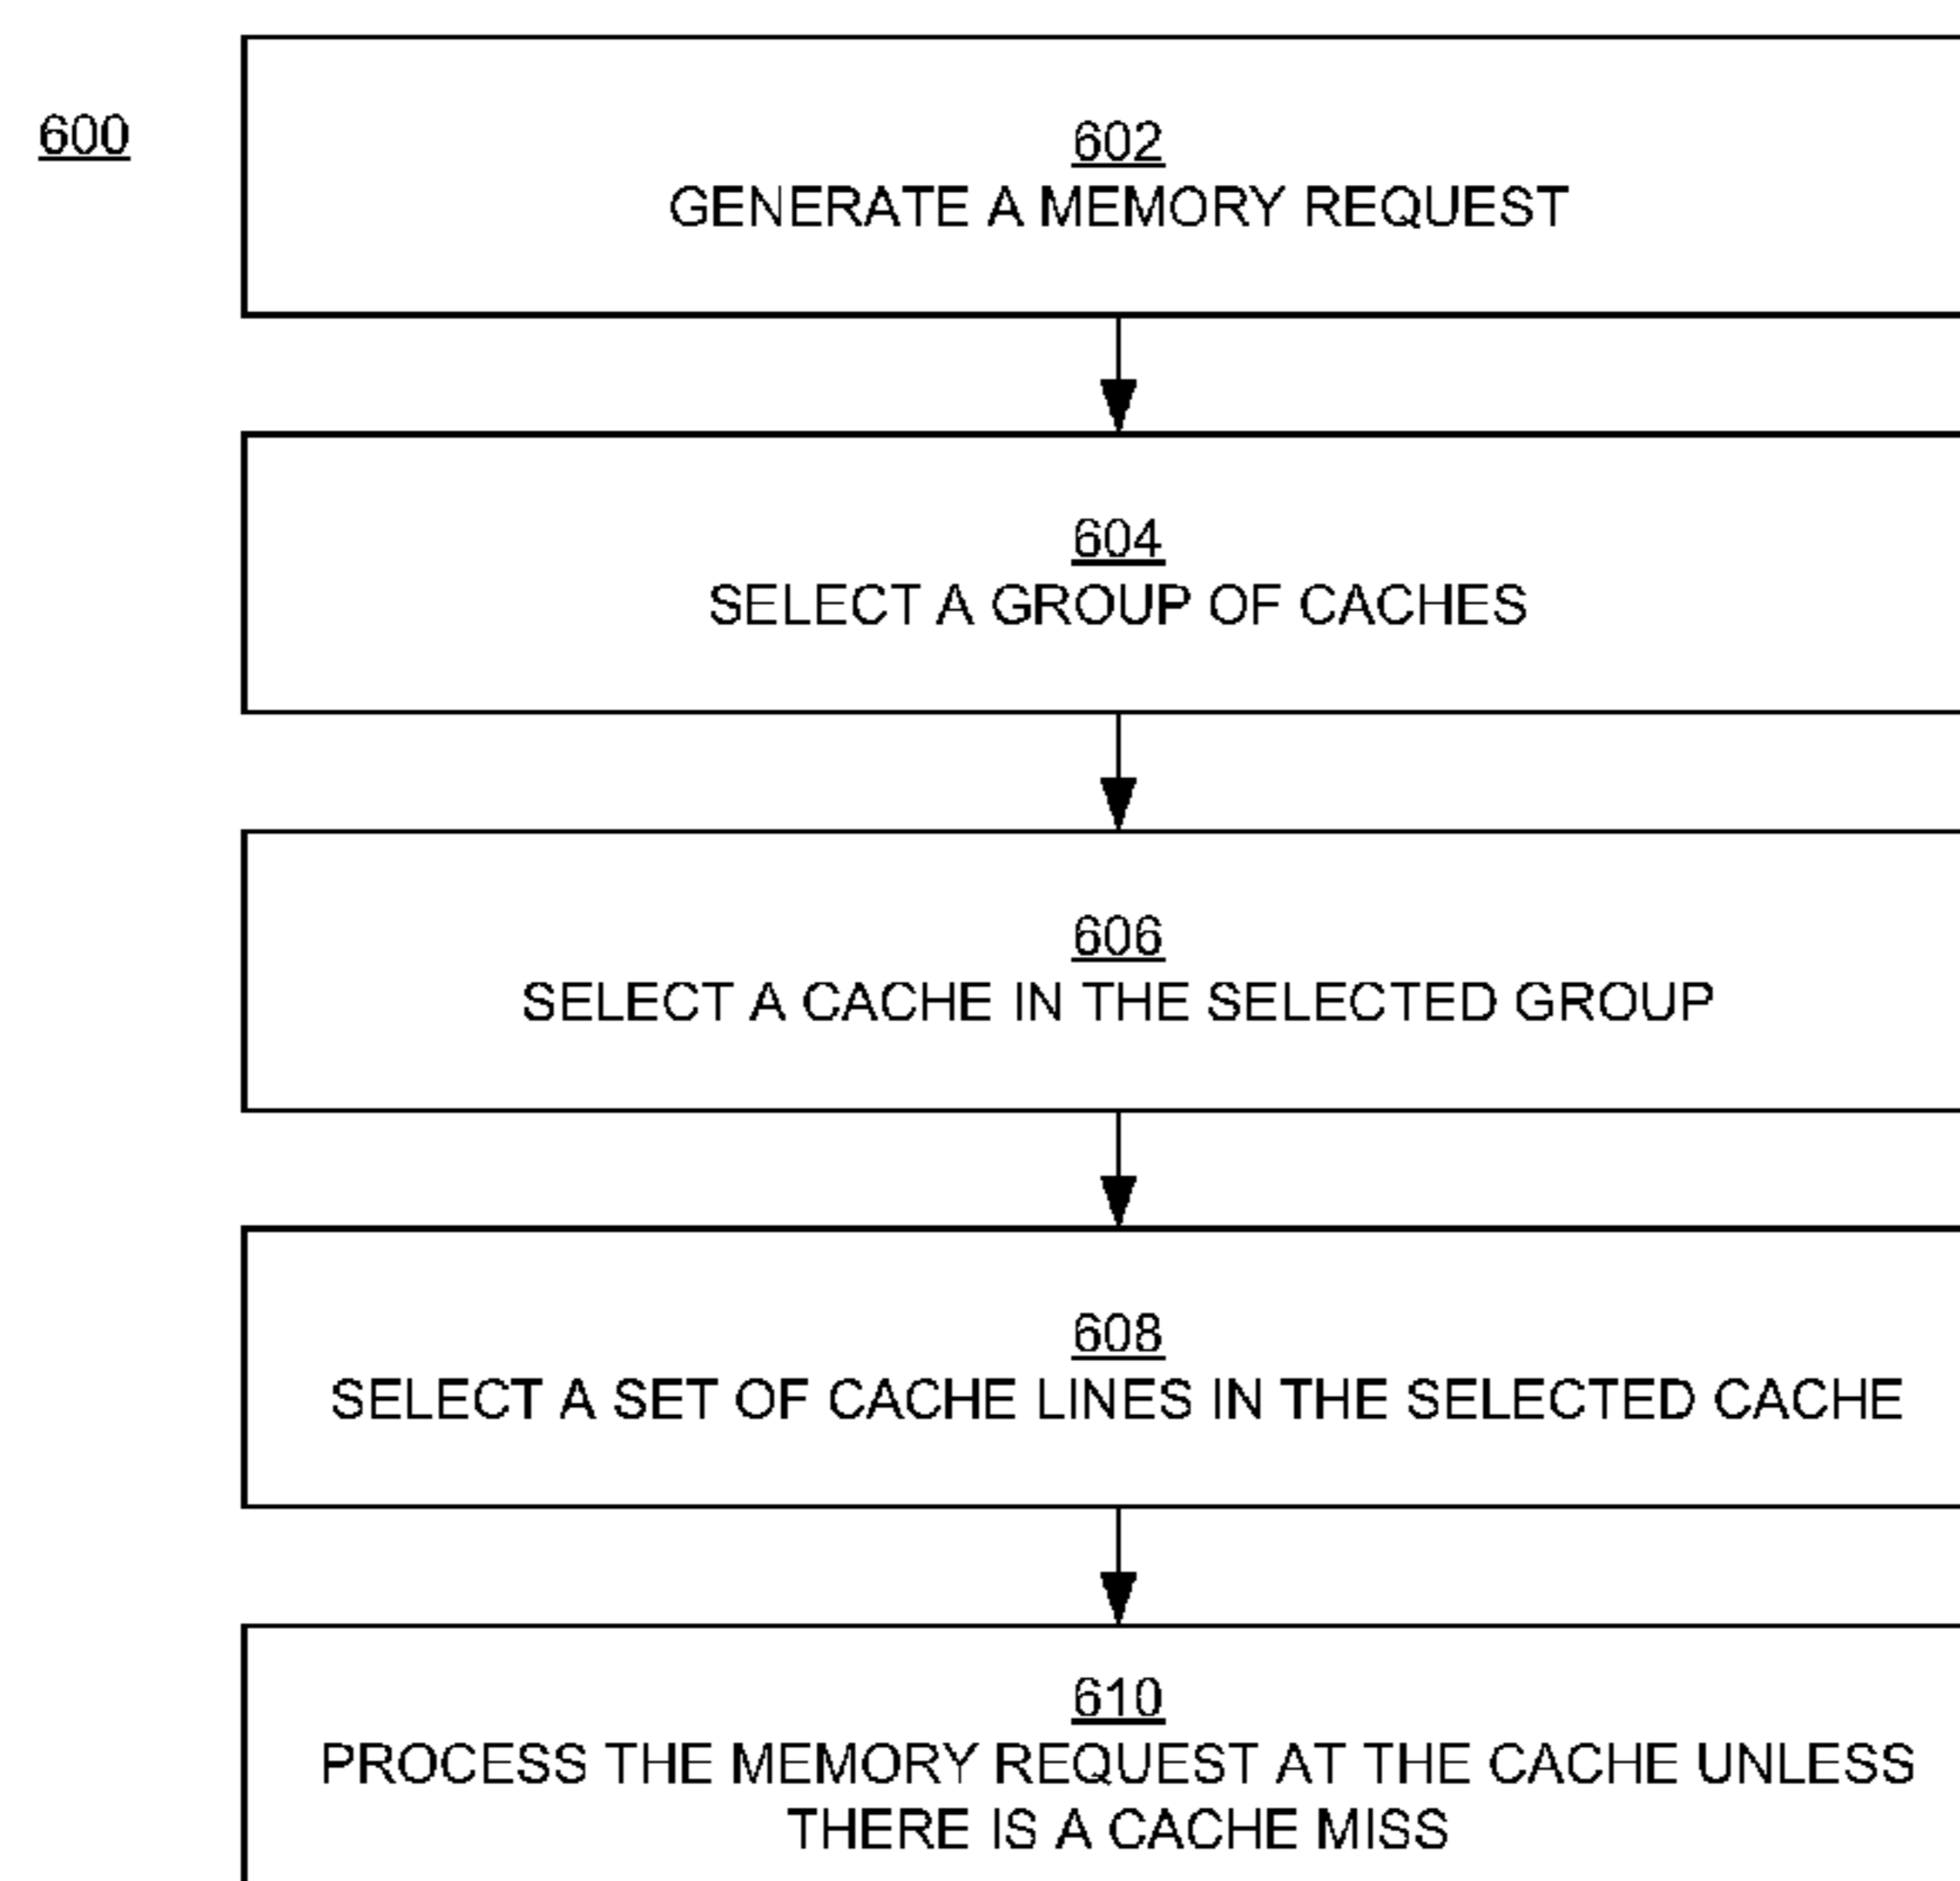 600
602
GENERATE A MEMORY REQUEST
604
SELECT A GROUP OF CACHES
606
SELECT A CACHE IN THE SELECTED GROUP
608
SELECT A SET OF CACHE LINES IN THE SELECTED CACHE
610
PROCESS THE MEMORY REQUEST AT THE CACHE UNLESS
THERE IS A CACHE MISS